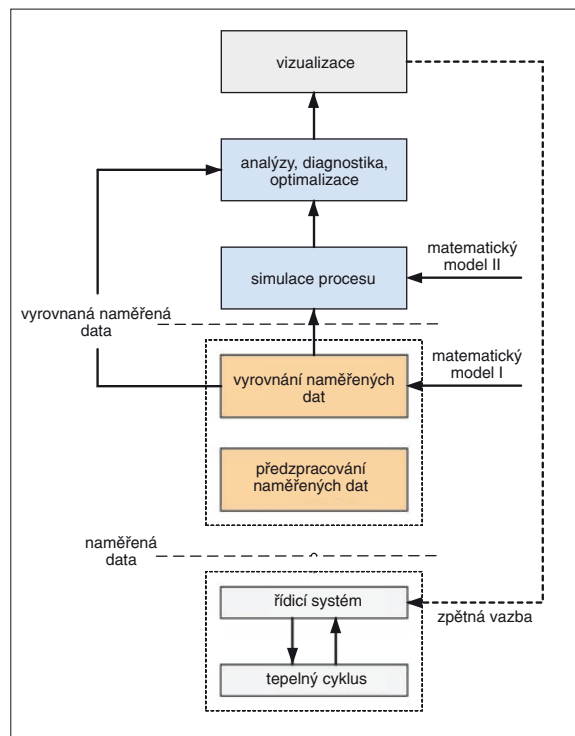 vizualizace
analýzy, diagnostika,
optimalizace
matematický
model II
simulace procesu
vyrovnaná naměřená
data
vyrovnání naměřených
dat
matematický
model I
předzpracování
naměřených dat
naměřená
data
řídicí systém
zpětná vazba
tepelný cyklus